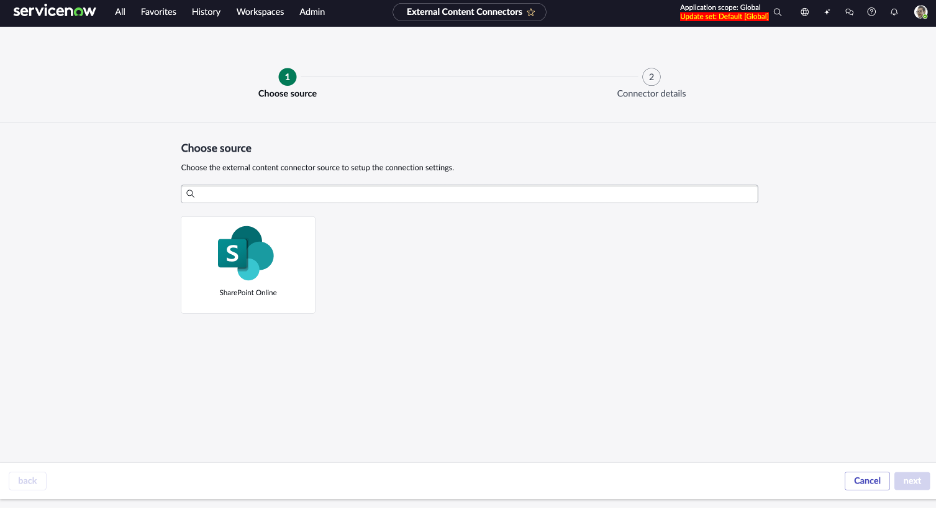 servicenow
All Favorites History Workspaces Admin
External Content Connectors
Application scope: Global
Update set: Default [Global]
1
Choose source
2
Connector details
Choose source
Choose the external content connector source to setup the connection settings.
S
SharePoint Online
back
Cancel
next